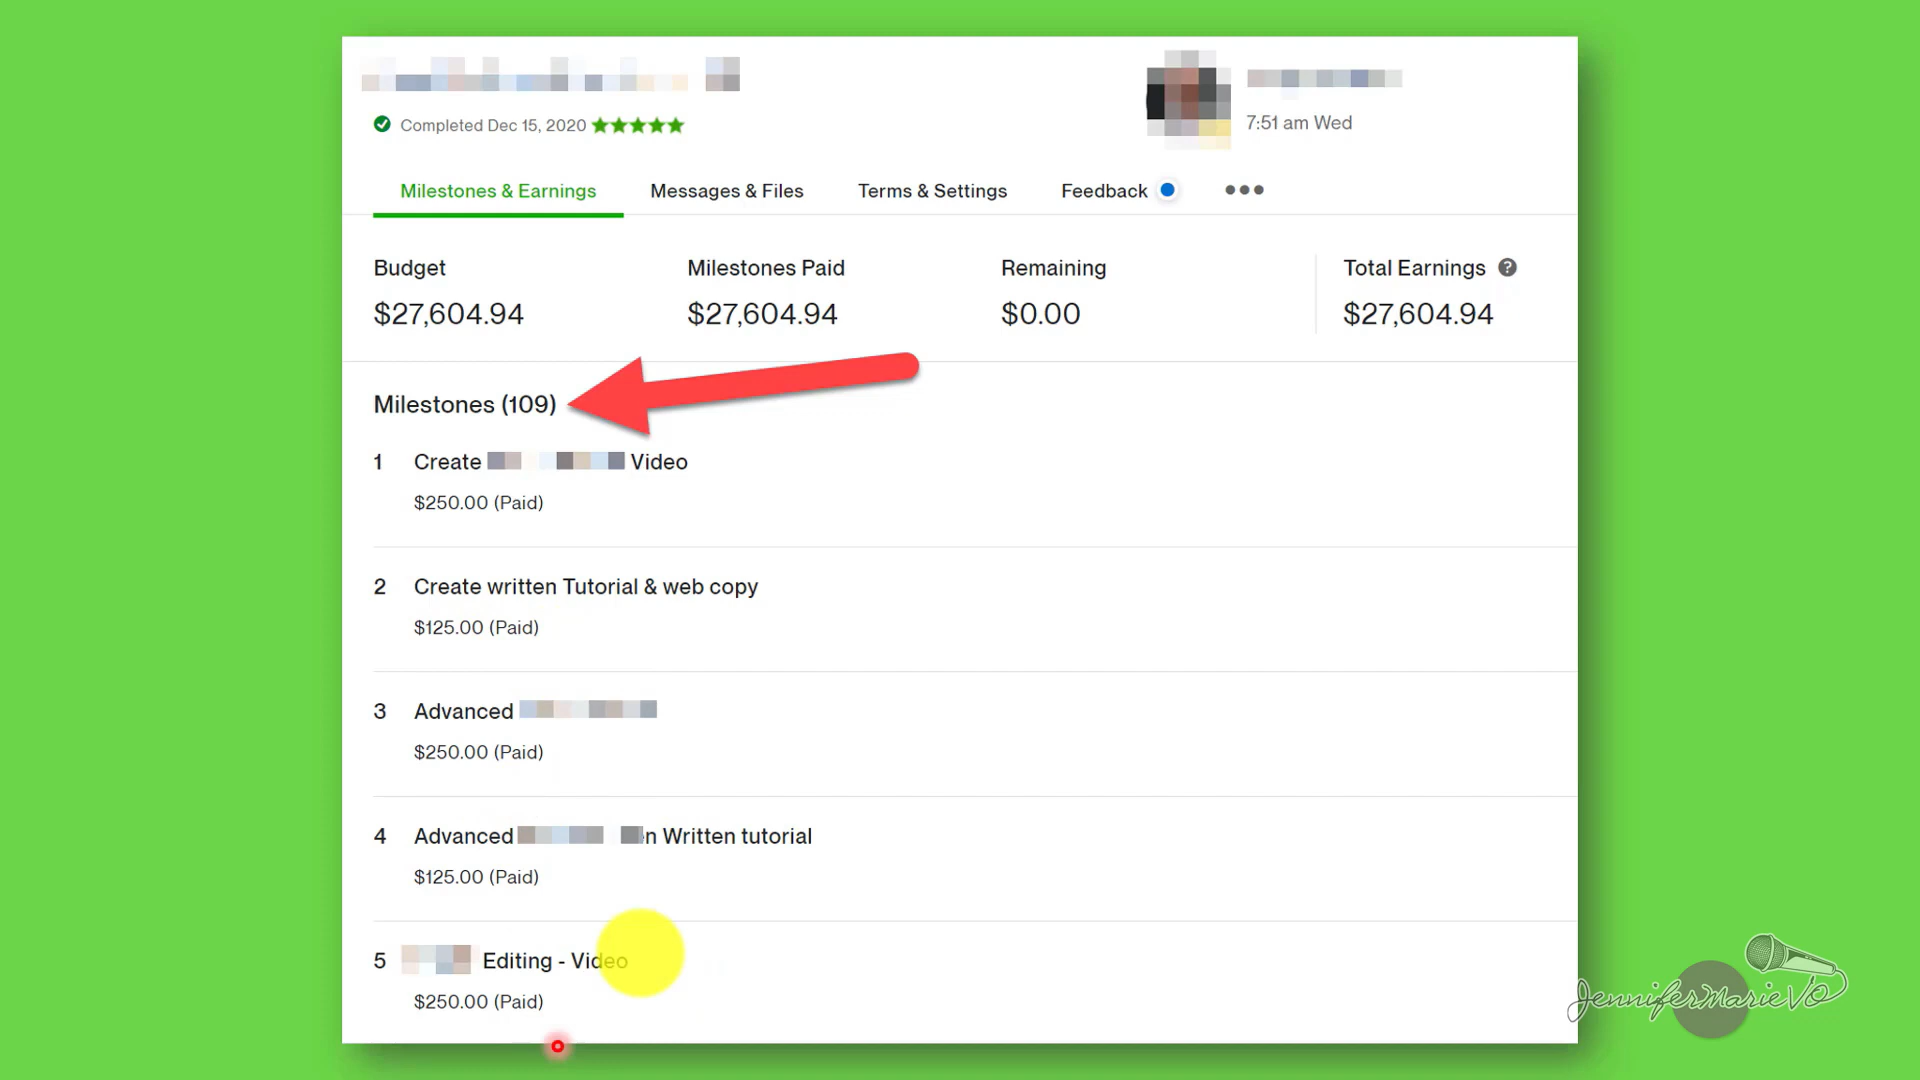 Completed Dec 15, 2020
7:51 am Wed
Milestones & Earnings
Messages & Files
Terms & Settings
Feedback
Budget
Milestones Paid
Remaining
Total Earnings
$27,604.94
$27,604.94
$0.00
$27,604.94
Milestones (109)
1 Create Video
$250.00 (Paid)
2 Create written Tutorial & web copy
$125.00 (Paid)
3 Advanced
$250.00 (Paid)
4 Advanced n Written tutorial
$125.00 (Paid)
5 Editing - Video
$250.00 (Paid)
JenniferMarieVO